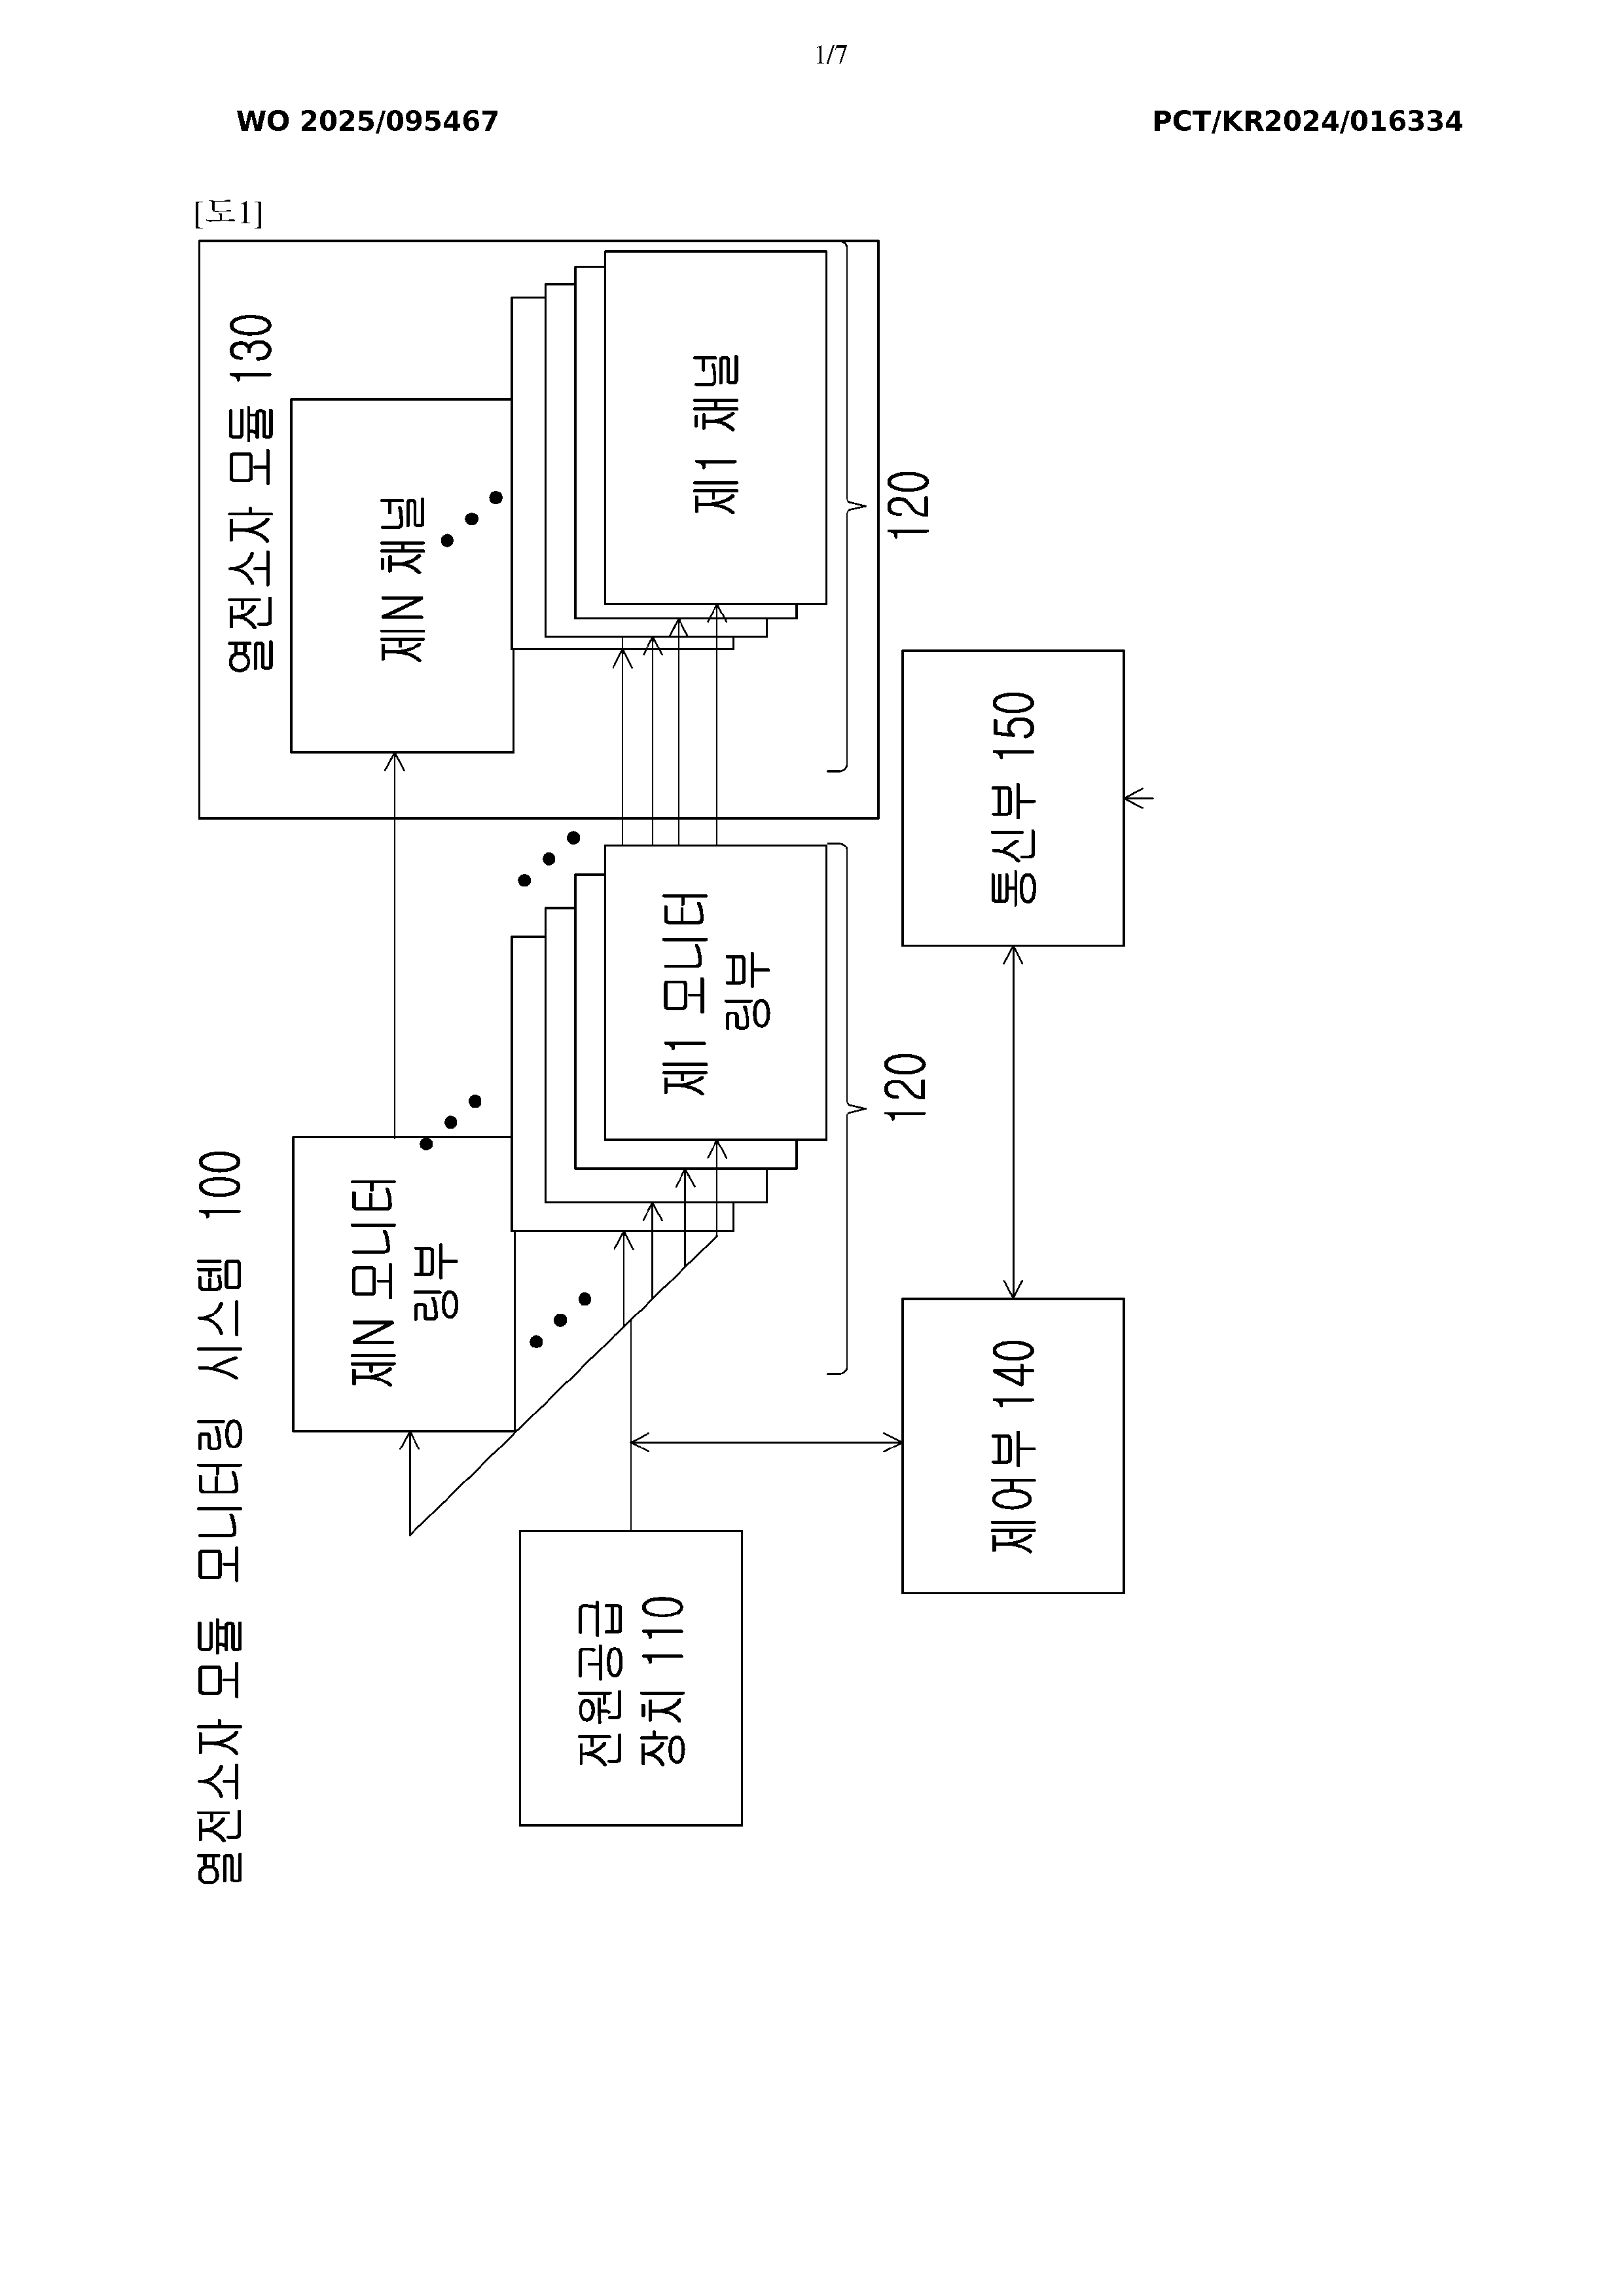 1/7
WO 2025/095467
PCT/KR2024/016334
[도1]
열전소자 모듈 모니터링 시스템 100
열전소자 모듈 130
제N 모니터
링부
제N 채널
전원공급
장치 110
제1 모니터
링부
제1 채널
120
120
제어부 140
통신부 150